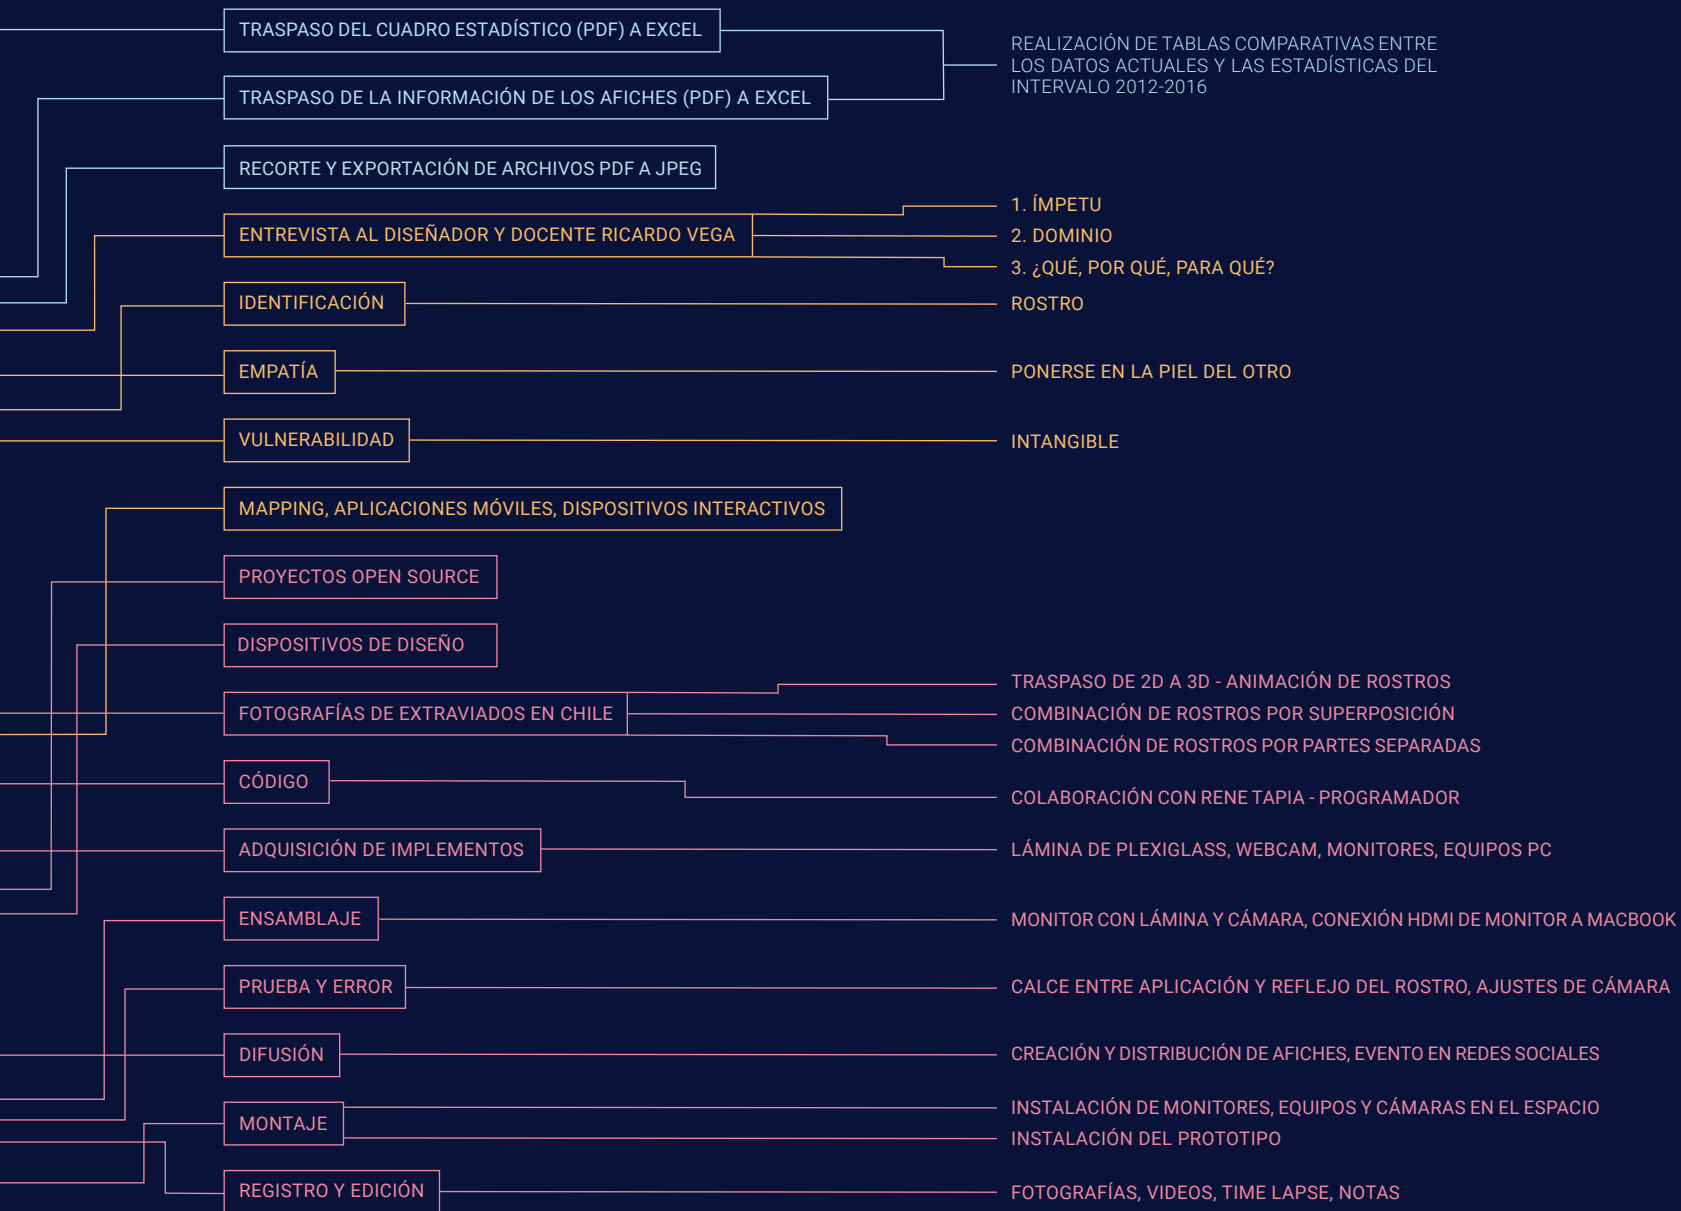 TRASPASO DEL CUADRO ESTADÍSTICO (PDF) A EXCEL
REALIZACIÓN DE TABLAS COMPARATIVAS ENTRE
LOS DATOS ACTUALES Y LAS ESTADÍSTICAS DEL
INTERVALO 2012-2016
TRASPASO DE LA INFORMACIÓN DE LOS AFICHES (PDF) A EXCEL
RECORTE Y EXPORTACIÓN DE ARCHIVOS PDF A JPEG
ENTREVISTA AL DISEÑADOR Y DOCENTE RICARDO VEGA
1. ÍMPETU
2. DOMINIO
3. ¿QUÉ, POR QUÉ, PARA QUÉ?
IDENTIFICACIÓN
ROSTRO
EMPATÍA
PONERSE EN LA PIEL DEL OTRO
VULNERABILIDAD
INTANGIBLE
MAPPING, APLICACIONES MÓVILES, DISPOSITIVOS INTERACTIVOS
PROYECTOS OPEN SOURCE
DISPOSITIVOS DE DISEÑO
FOTOGRAFÍAS DE EXTRAVIADOS EN CHILE
TRASPASO DE 2D A 3D - ANIMACIÓN DE ROSTROS
COMBINACIÓN DE ROSTROS POR SUPERPOSICIÓN
COMBINACIÓN DE ROSTROS POR PARTES SEPARADAS
CÓDIGO
COLABORACIÓN CON RENE TAPIA - PROGRAMADOR
ADQUISICIÓN DE IMPLEMENTOS
LÁMINA DE PLEXIGLASS, WEBCAM, MONITORES, EQUIPOS PC
ENSAMBLAJE
MONITOR CON LÁMINA Y CÁMARA, CONEXIÓN HDMI DE MONITOR A MACBOOK
PRUEBA Y ERROR
CALCE ENTRE APLICACIÓN Y REFLEJO DEL ROSTRO, AJUSTES DE CÁMARA
DIFUSIÓN
CREACIÓN Y DISTRIBUCIÓN DE AFICHES, EVENTO EN REDES SOCIALES
MONTAJE
INSTALACIÓN DE MONITORES, EQUIPOS Y CÁMARAS EN EL ESPACIO
INSTALACIÓN DEL PROTOTIPO
REGISTRO Y EDICIÓN
FOTOGRAFÍAS, VIDEOS, TIME LAPSE, NOTAS